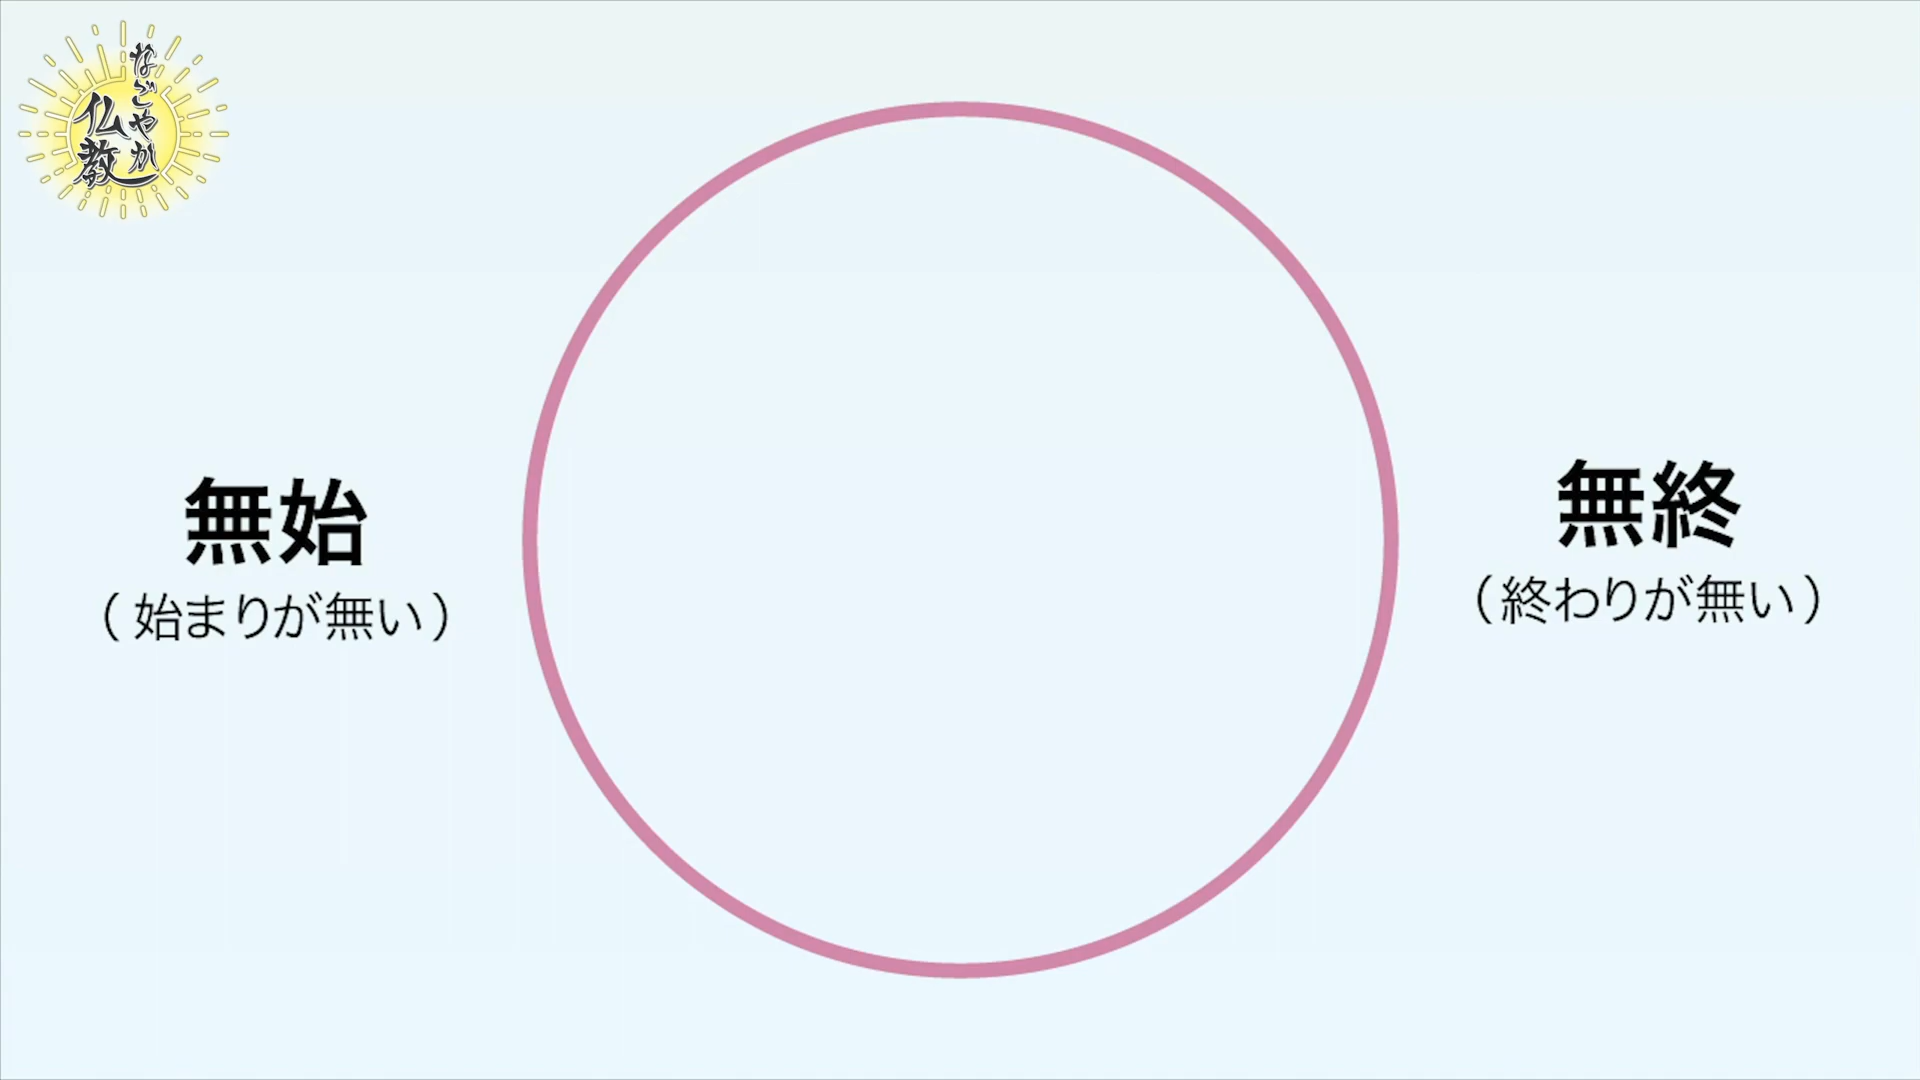 なごやか
仏教
無始
（始まりが無い）
無終
（終わりが無い）